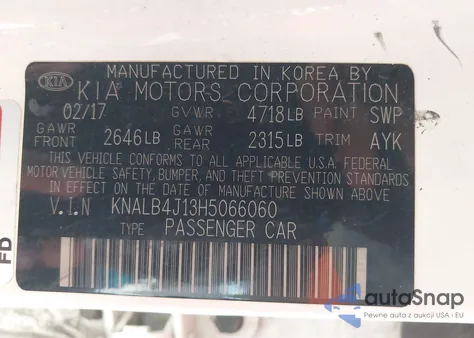 MANUFACTURED IN KOREA BY
KIA
KIA MOTORS CORPORATION
02/17 GVWR 4718LB PAINT SWP
GAWR FRONT 2646LB GAWR REAR 2315LB TRIM AYK
THIS VEHICLE CONFORMS TO ALL APPLICABLE U.S.A. FEDERAL
MOTOR VEHICLE SAFETY, BUMPER, AND THEFT PREVENTION STANDARDS
IN EFFECT ON THE DATE OF MANUFACTURE SHOWN ABOVE.
V.I.N KNALB4J13H5066060
TYPE PASSENGER CAR
FD
autaSnap
Pewne auta z aukcji USA i EU